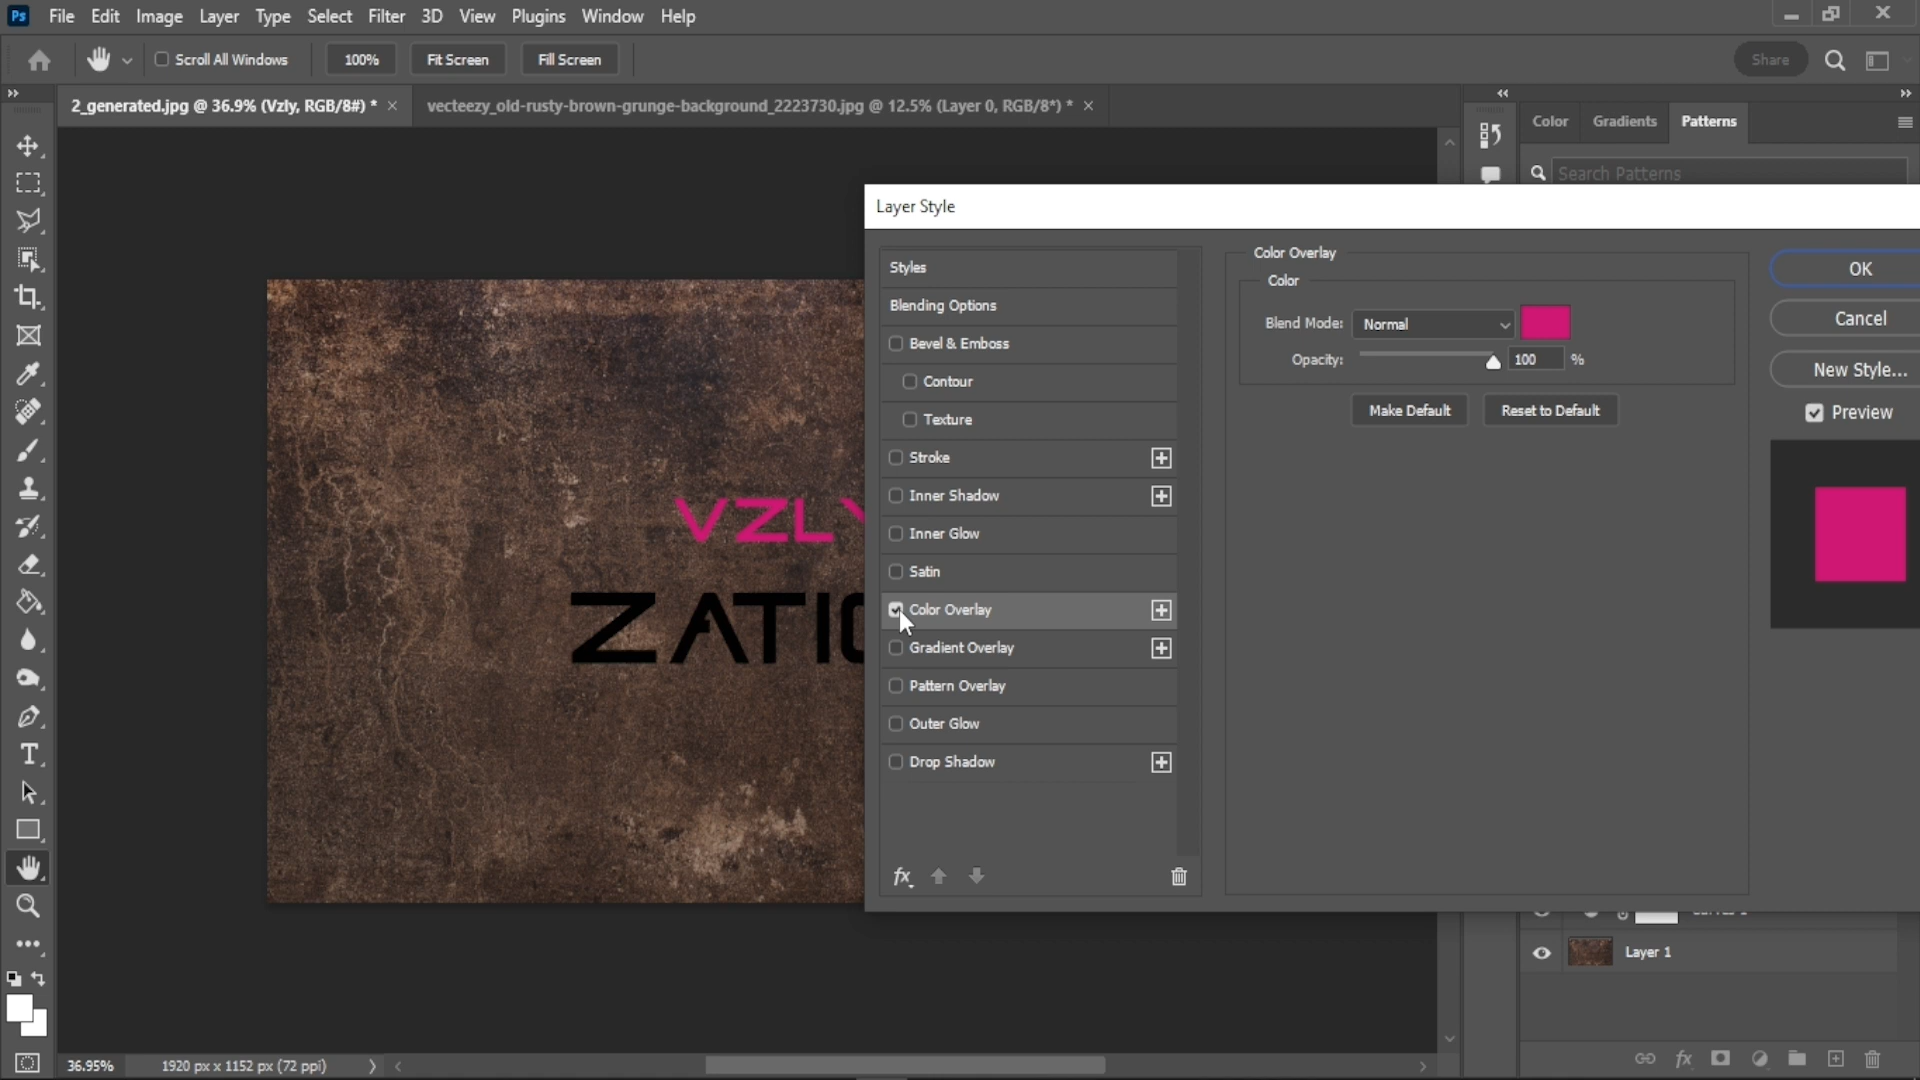 Ps File Edit Image Layer Type Select Filter 3D View Plugins Window Help
Scroll All Windows 100% Fit Screen Fill Screen Share
2_generated.jpg @ 36.9% (Vzly, RGB/8#) * × vecteezy_old-rusty-brown-grunge-background_2223730.jpg @ 12.5% (Layer 0, RGB/8*) * ×
Color Gradients Patterns
Search Patterns
Layer Style
Styles
Blending Options
Bevel & Emboss
Contour
Texture
Stroke
Inner Shadow
Inner Glow
Satin
Color Overlay
Gradient Overlay
Pattern Overlay
Outer Glow
Drop Shadow
fx
Color Overlay
Color
Blend Mode: Normal
Opacity: 100 %
Make Default Reset to Default
OK
Cancel
New Style...
Preview
VZLY
ZATIO
Layer 1
fx
36.95% 1920 px x 1152 px (72 ppi)